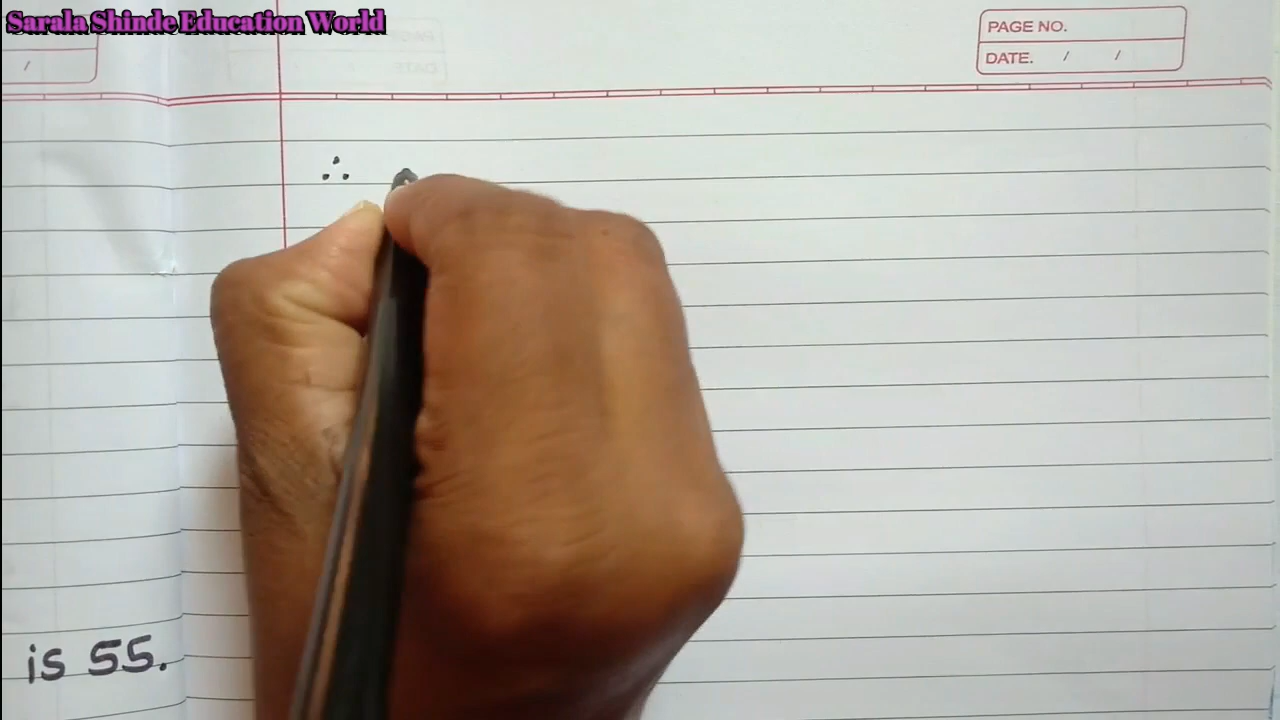 Sarala Shinde Education World
PAGE NO.
DATE. / /
/
∴
is 55.